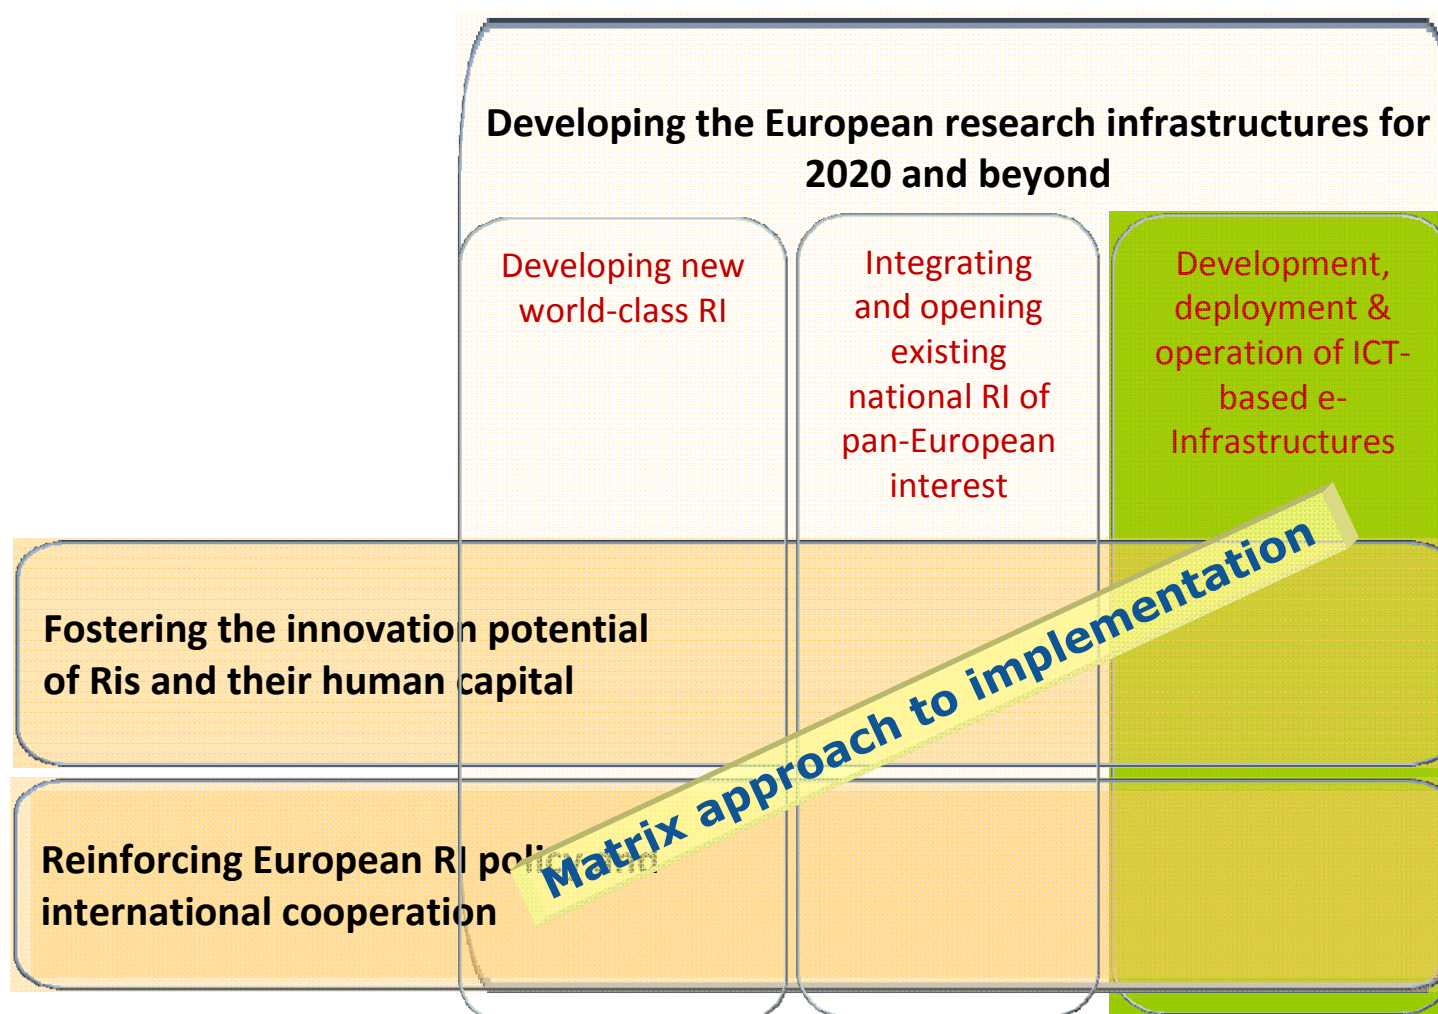 Developing the European research infrastructures for
2020 and beyond
Developing new
world-class RI
Integrating
and opening
existing
national RI of
pan-European
interest
Development,
deployment &
operation of ICT-
based e-
Infrastructures
Fostering the innovation potential
of Ris and their human capital
Reinforcing European RI policy and
international cooperation
Matrix approach to implementation